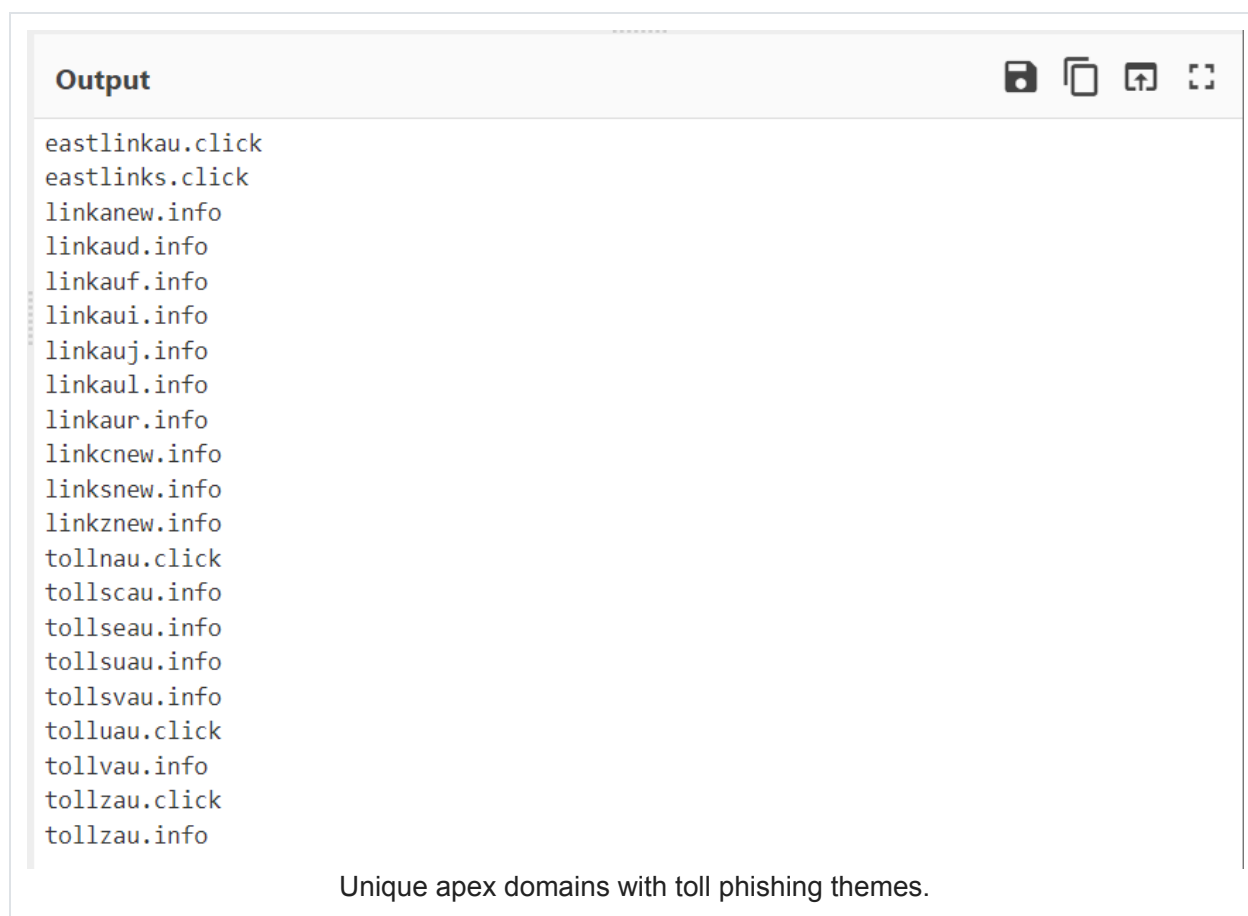 Output
eastlinkau.click
eastlinks.click
linkanew.info
linkaud.info
linkauf.info
linkaui.info
linkauj.info
linkaul.info
linkaur.info
linkcnew.info
linksnew.info
linkznew.info
tollnau.click
tollscau.info
tollseau.info
tollsuau.info
tollsvau.info
tolluau.click
tollvau.info
tollzau.click
tollzau.info
Unique apex domains with toll phishing themes.